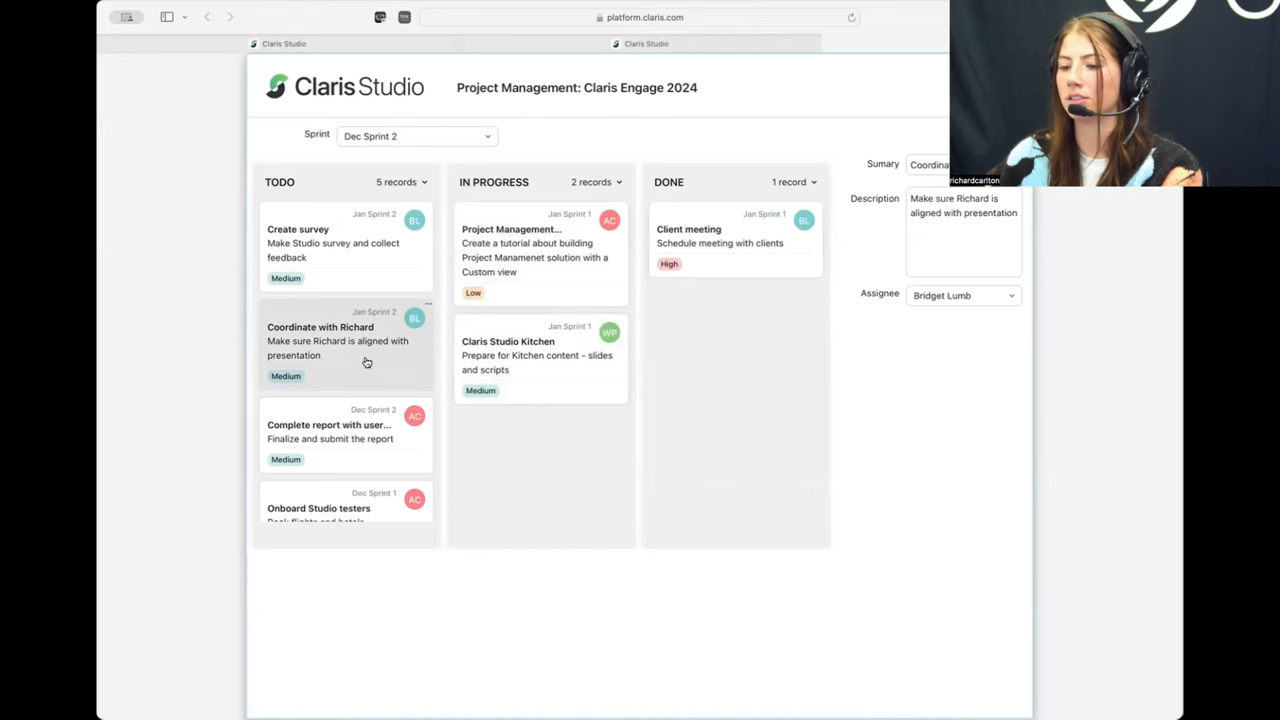 platform.claris.com
Claris Studio
Claris Studio
Claris Studio
Project Management: Claris Engage 2024
Sprint
Dec Sprint 2
TODO
5 records
Jan Sprint 2
BL
Create survey
Make Studio survey and collect
feedback
Medium
Jan Sprint 2
BL
Coordinate with Richard
Make sure Richard is aligned with
presentation
Medium
Dec Sprint 2
AC
Complete report with user...
Finalize and submit the report
Medium
Dec Sprint 1
AC
Onboard Studio testers
Book flights and hotels
IN PROGRESS
2 records
Jan Sprint 1
AC
Project Management...
Create a tutorial about building
Project Manamenet solution with a
Custom view
Low
Jan Sprint 1
WP
Claris Studio Kitchen
Prepare for Kitchen content - slides
and scripts
Medium
DONE
1 record
Jan Sprint 1
BL
Client meeting
Schedule meeting with clients
High
Sumary
Coordina
Description
Make sure Richard is
aligned with presentation
Assignee
Bridget Lumb
richardcarlton